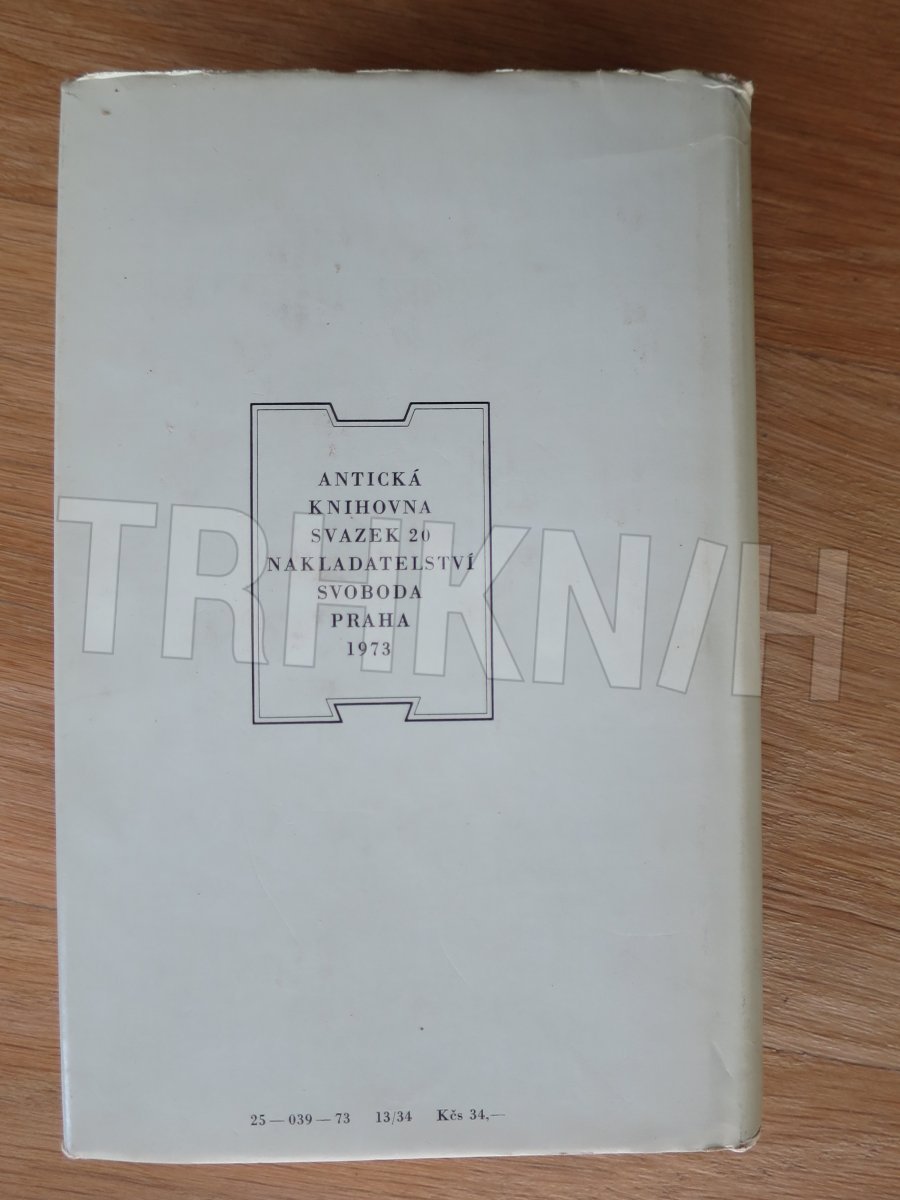 ANTICKÁ
KNIHOVNA
SVAZEK 20
NAKLADATELSTVÍ
SVOBODA
PRAHA
1973
TRHKNIH
25—039—73 13/34 Kčs 34,—